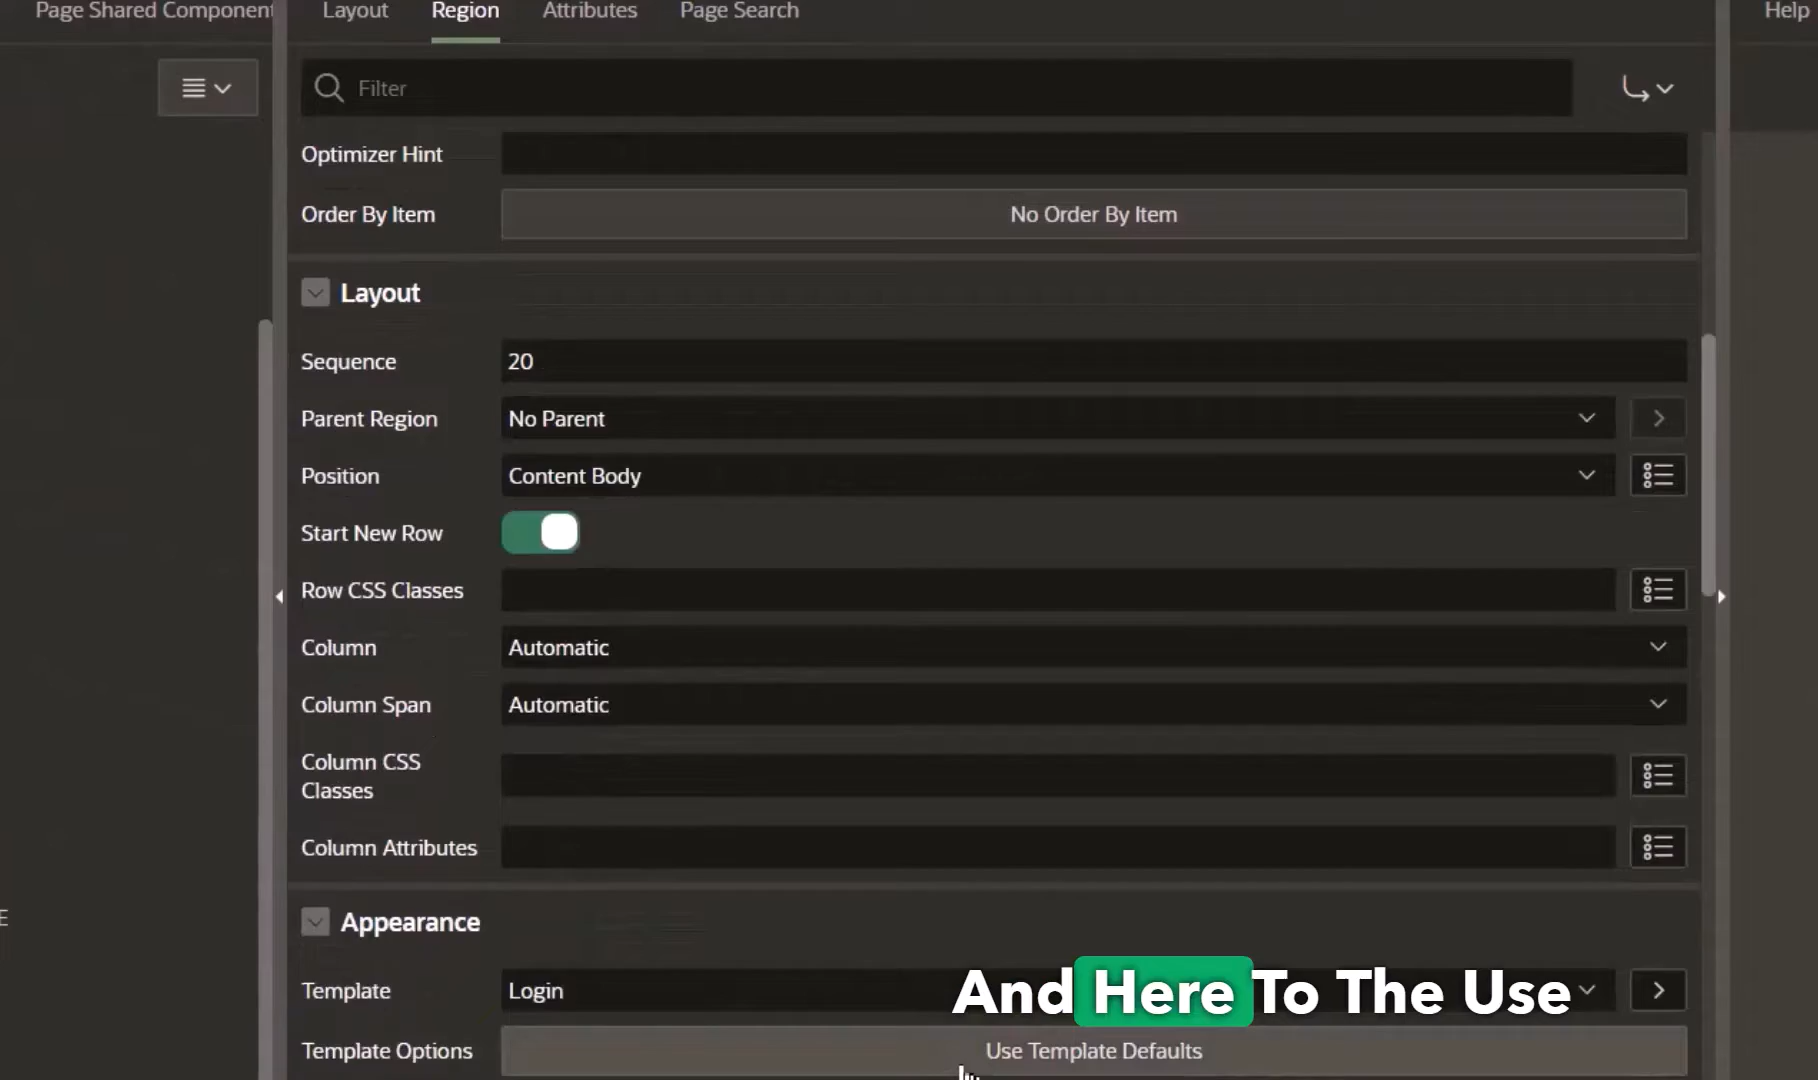 Page Shared Component
Layout Region Attributes Page Search
Help
Filter
Optimizer Hint
Order By Item No Order By Item
Layout
Sequence 20
Parent Region No Parent
Position Content Body
Start New Row
Row CSS Classes
Column Automatic
Column Span Automatic
Column CSS
Classes
Column Attributes
E
Appearance
Template Login
And Here To The Use
Template Options Use Template Defaults